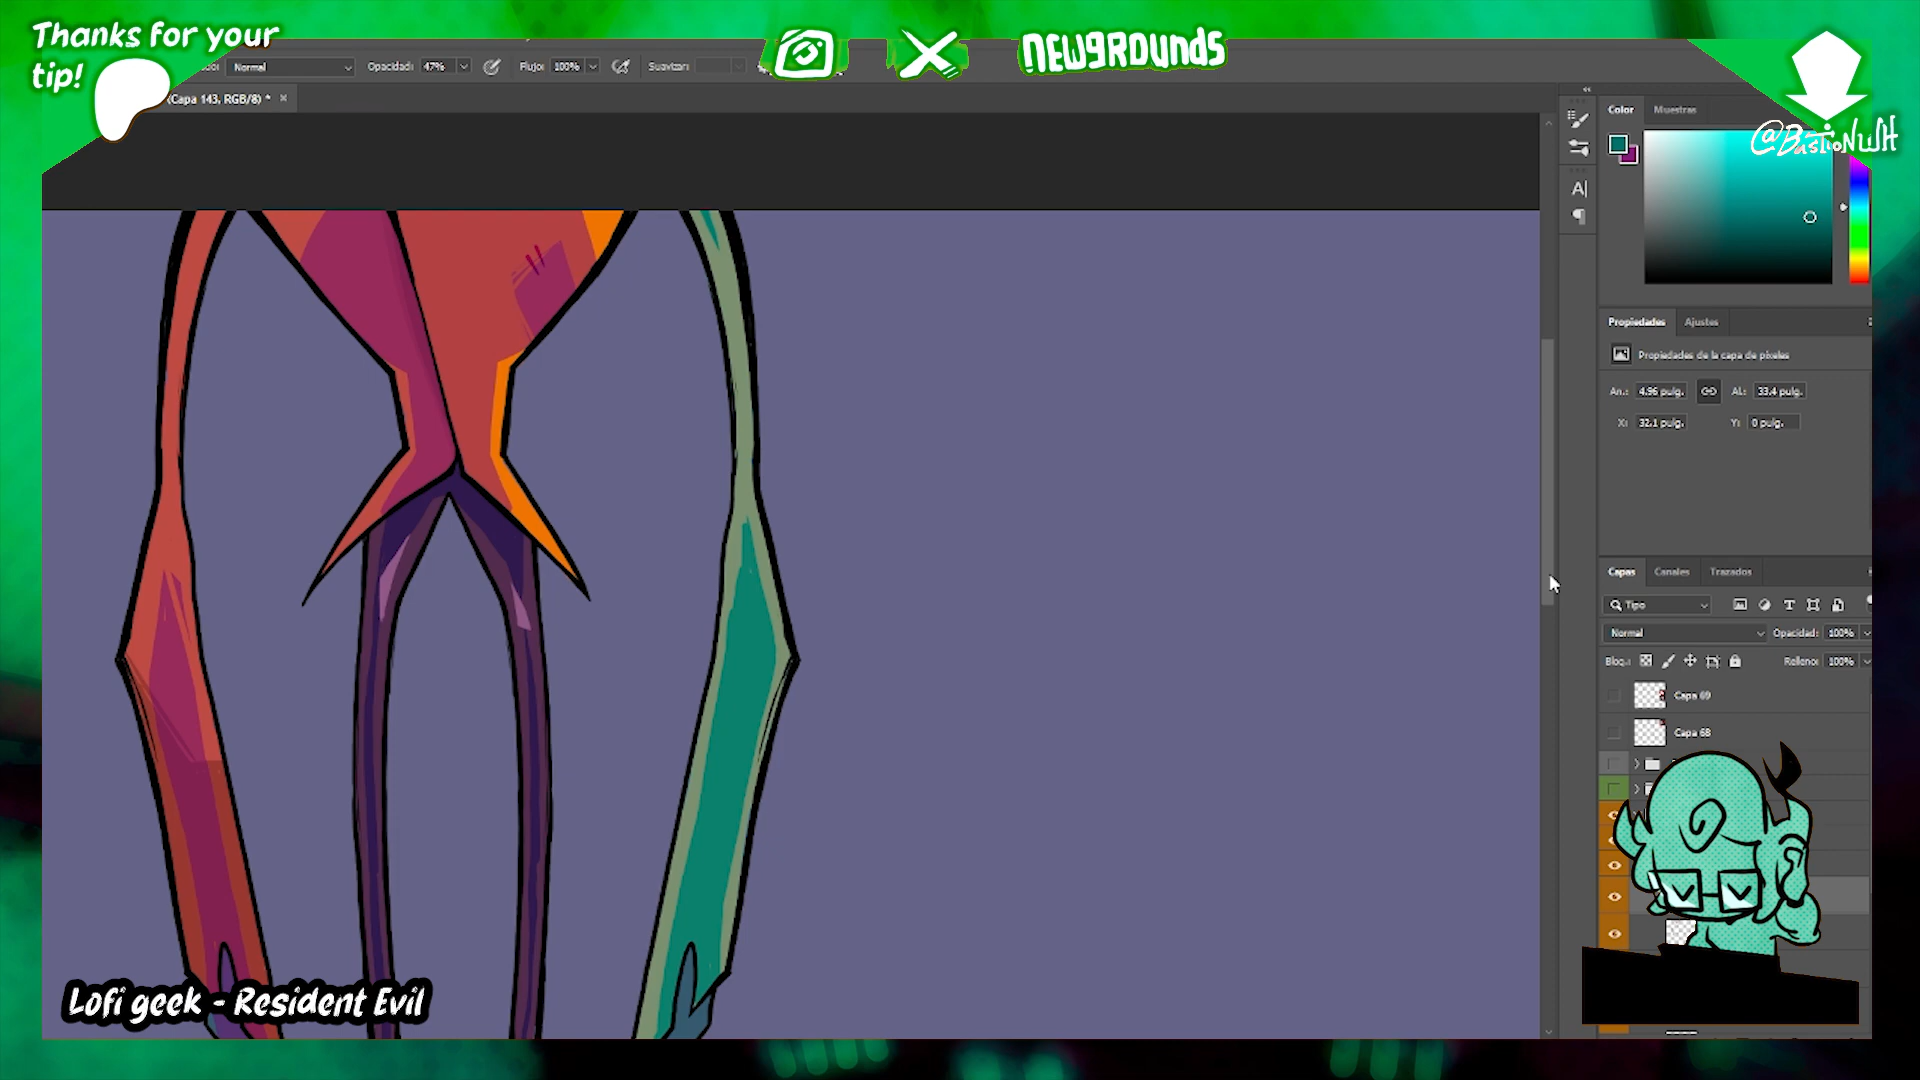 Thanks for your
tip!
NEWGROUNDS
@BastionWH
Normal
Opacidad: 47%
Flujo: 100%
Suavizar:
(Capa 143, RGB/8) *
Color
Muestras
A|
Propiedades
Ajustes
Propiedades de la capa de píxeles
An.: 4.96 pulg.
Al.: 33.4 pulg.
X: 32.1 pulg.
Y: 0 pulg.
Capas
Canales
Trazados
Tipo
Normal
Opacidad: 100%
Bloq.:
Relleno: 100%
Capa 69
Capa 68
Lofi geek - Resident Evil